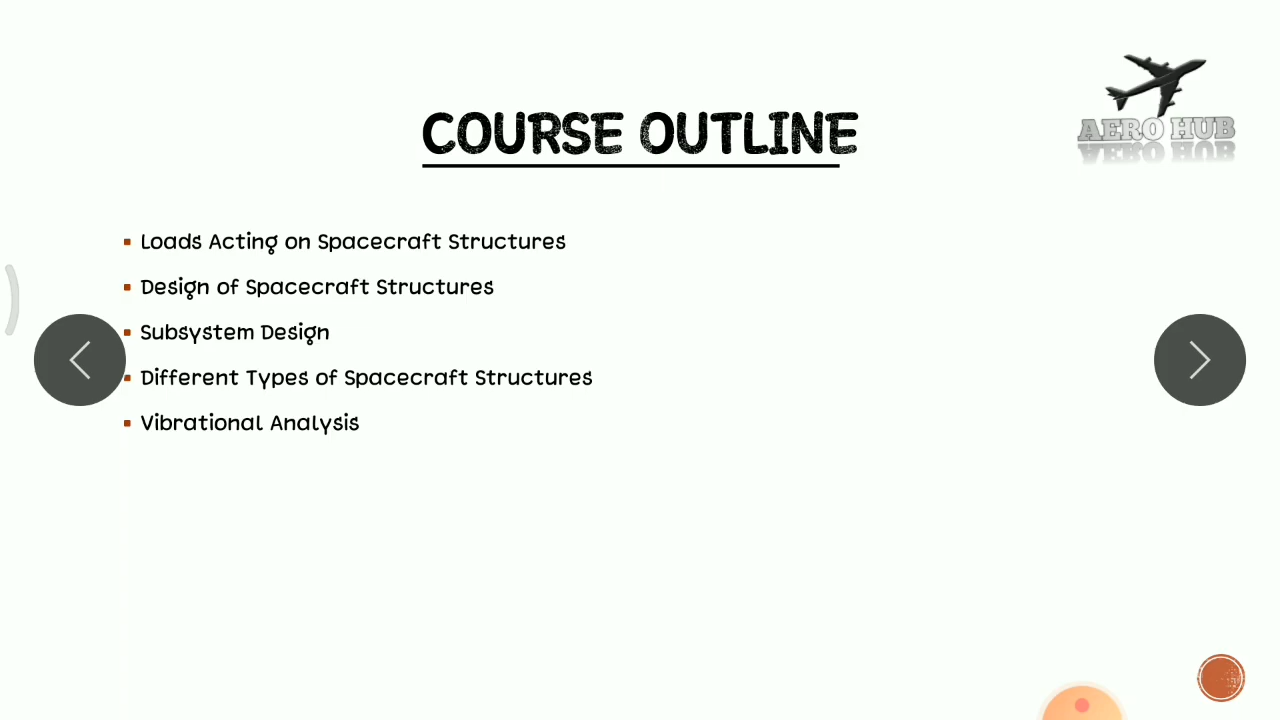 COURSE OUTLINE
AERO HUB
Loads Acting on Spacecraft Structures
Design of Spacecraft Structures
Subsystem Design
Different Types of Spacecraft Structures
Vibrational Analysis